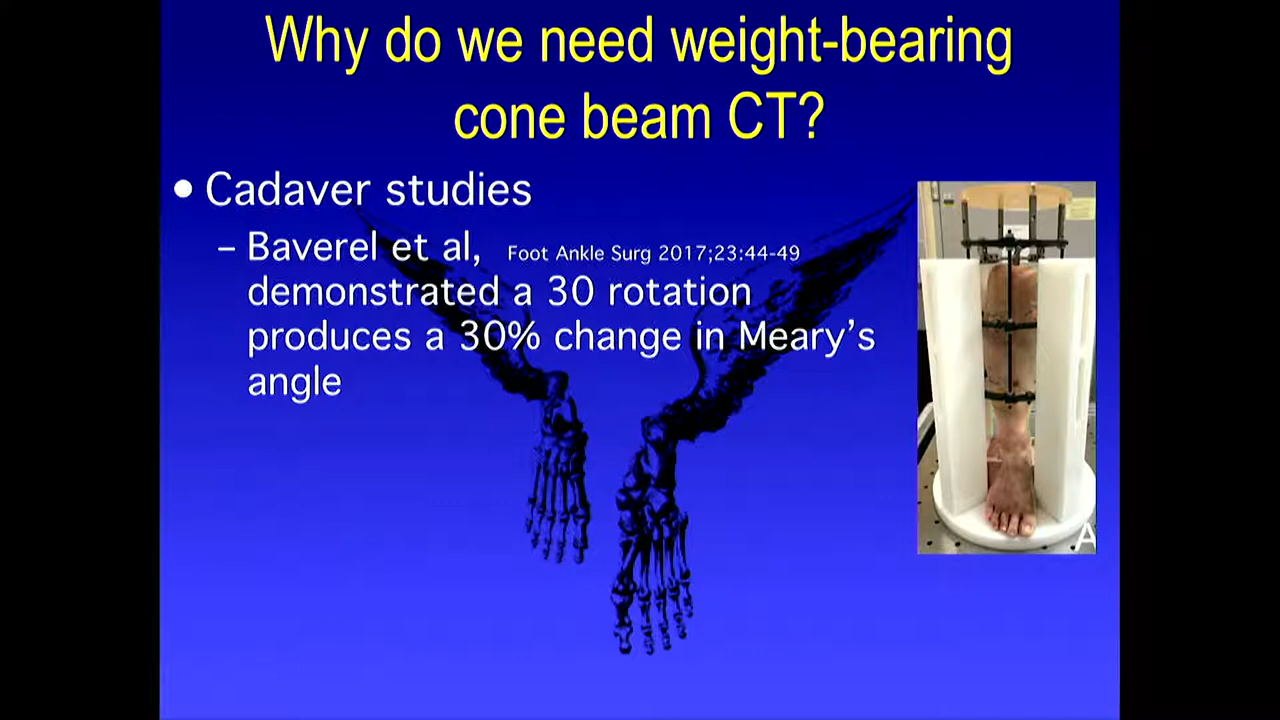 Why do we need weight-bearing
cone beam CT?
• Cadaver studies
– Baverel et al, Foot Ankle Surg 2017;23:44-49
demonstrated a 30 rotation
produces a 30% change in Meary’s
angle
A